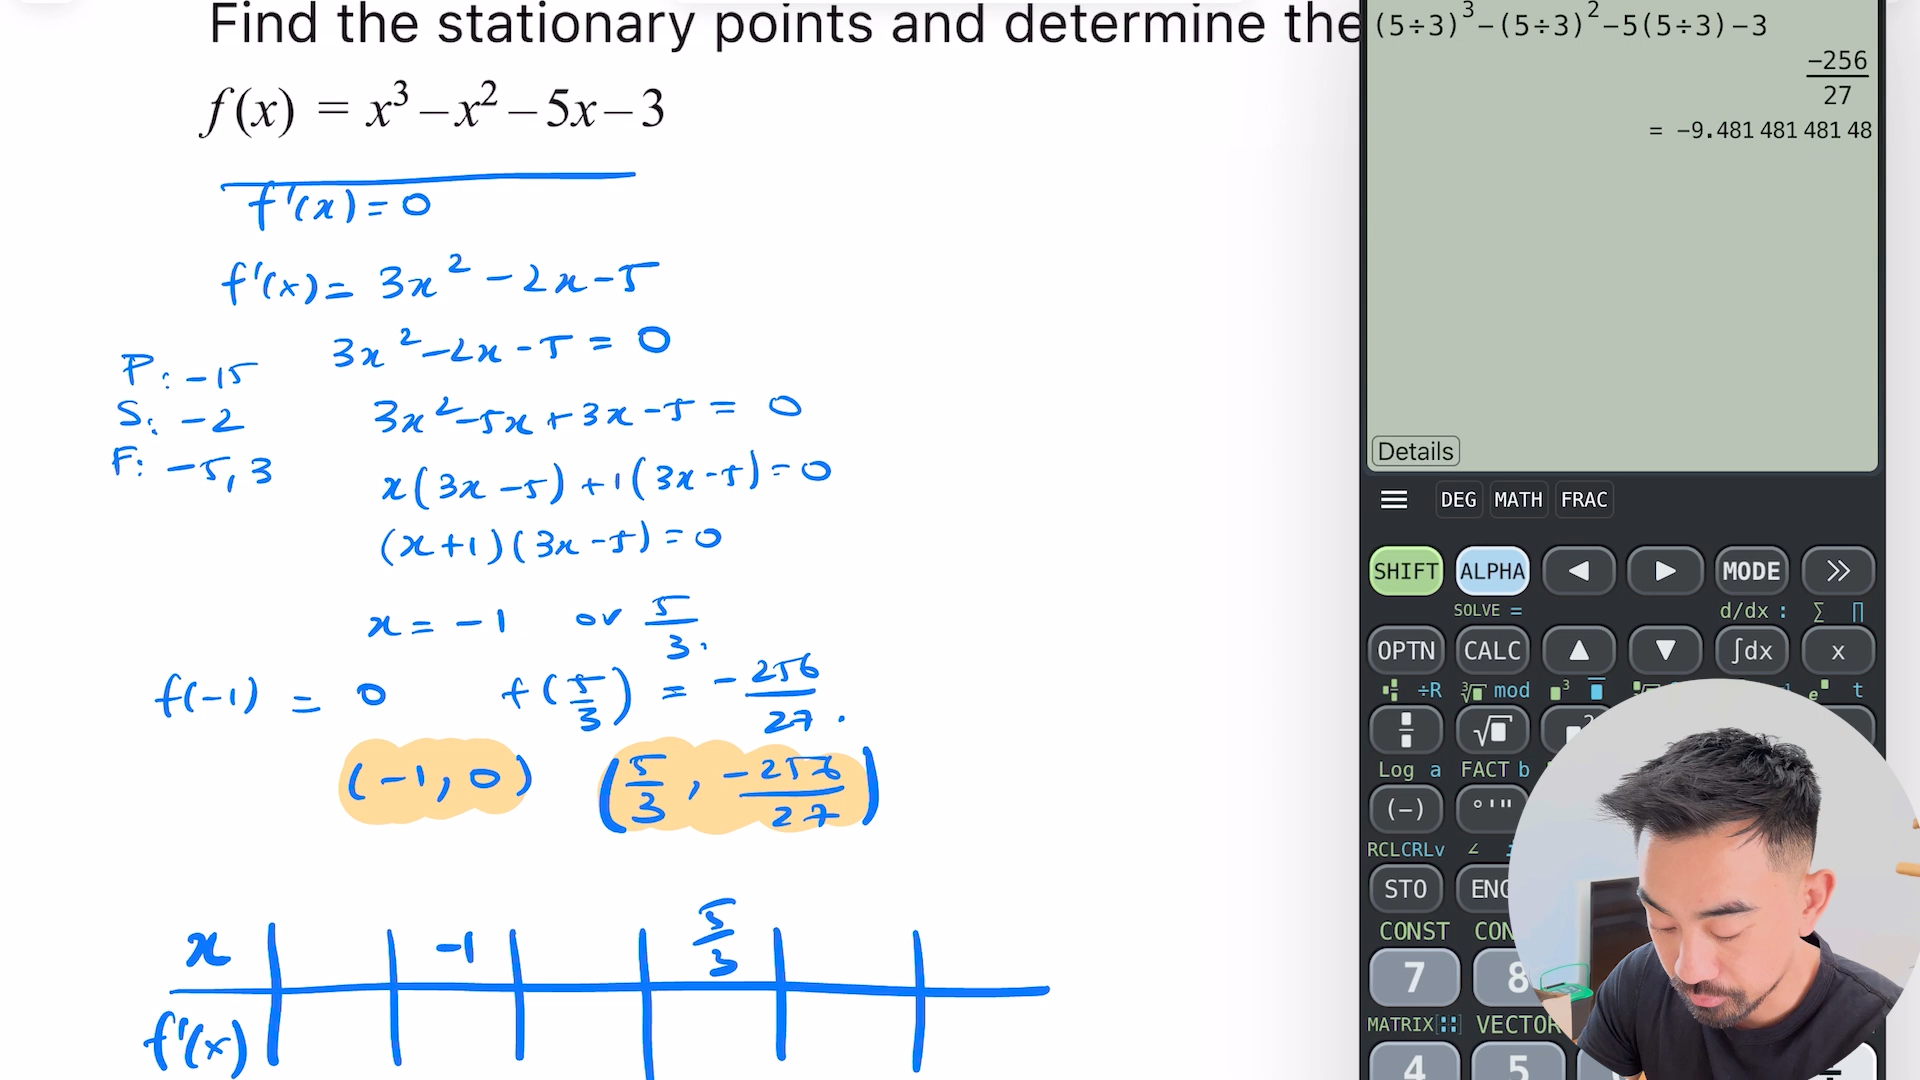 Find the stationary points and determine the
f(x) = x³ – x² – 5x – 3
f'(x) = 0
f'(x) = 3x² - 2x - 5
3x² - 2x - 5 = 0
P: -15
S: -2
F: -5, 3
3x² - 5x + 3x - 5 = 0
x(3x - 5) + 1(3x - 5) = 0
(x + 1)(3x - 5) = 0
x = -1 or 5/3.
f(-1) = 0 f(5/3) = -256/27.
(-1, 0) (5/3, -256/27)
x -1 5/3
f'(x)
(5÷3)³–(5÷3)²–5(5÷3)–3
–256/27
= –9.481 481 481 48
Details
DEG MATH FRAC
SHIFT ALPHA ◀ ▶ MODE >>
SOLVE = d/dx : ∑ ∏
OPTN CALC ▲ ▼ ∫dx x
÷R ³√ mod t
Log a FACT b
(–) ° ' "
RCL CRLv ∠
STO ENG
CONST CON
7 8
MATRIX VECTOR
4 5